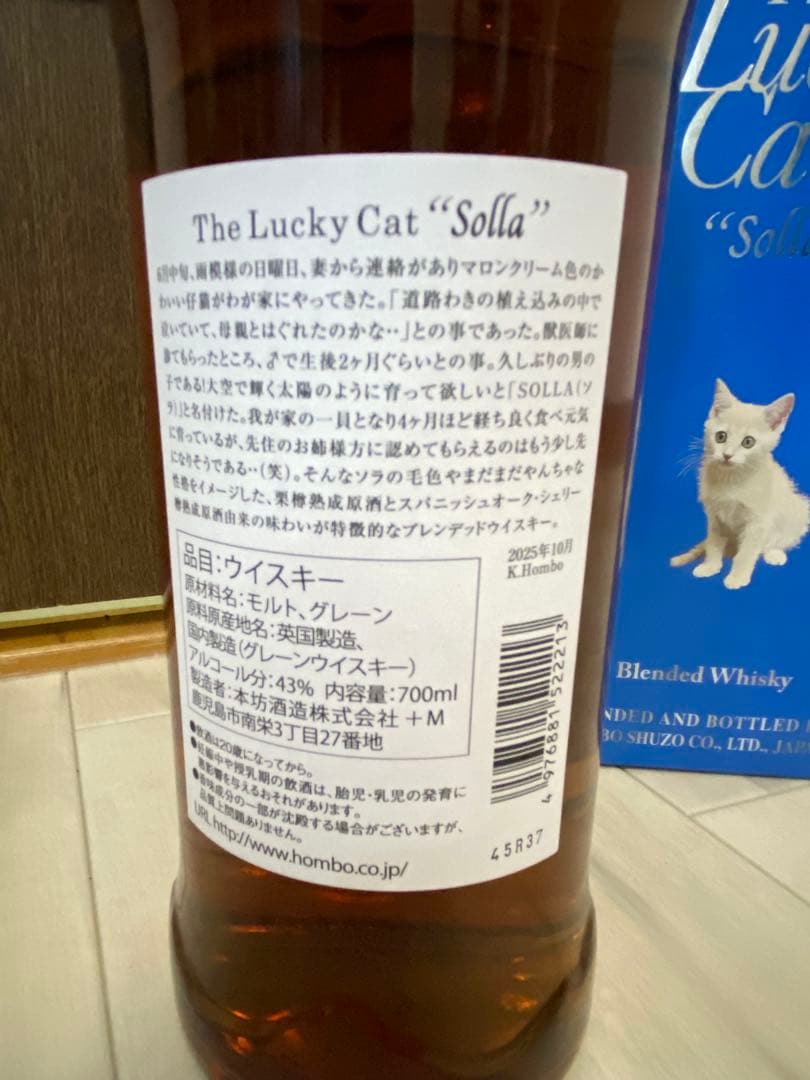 The Lucky Cat “Solla”
6月中旬、雨模様の日曜日、妻から連絡がありマロンクリーム色のか
わいい仔猫がわが家にやってきた。「道路わきの植え込みの中で
泣いていて、母親とはぐれたのかな‥」との事であった。獣医師に
診てもらったところ、♂で生後2ヶ月ぐらいとの事。久しぶりの男の
子である!大空で輝く太陽のように育って欲しいと「SOLLA(ソ
ラ)」と名付けた。我が家の一員となり4ヶ月ほど経ち良く食べ元気
に育っているが、先住のお姉様方に認めてもらえるのはもう少し先
になりそうである‥(笑)。そんなソラの毛色やまだまだやんちゃな
性格をイメージした、栗樽熟成原酒とスパニッシュオーク・シェリー
樽熟成原酒由来の味わいが特徴的なブレンデッドウイスキー。
2025年10月
K.Hombo
品目:ウイスキー
原材料名:モルト、グレーン
原料原産地名:英国製造、
国内製造(グレーンウイスキー)
アルコール分:43% 内容量:700ml
製造者:本坊酒造株式会社 +M
鹿児島市南栄3丁目27番地
●飲酒は20歳になってから。
●妊娠中や授乳期の飲酒は、胎児・乳児の発育に
悪影響を与えるおそれがあります。
●香味成分の一部が沈殿する場合がございますが、
品質上問題ありません。
URL http://www.hombo.co.jp/
4 976881 522213
45R37
Luc
Ca
“Solla
Blended Whisky
NDED AND BOTTLED
BO SHUZO CO., LTD., JAP